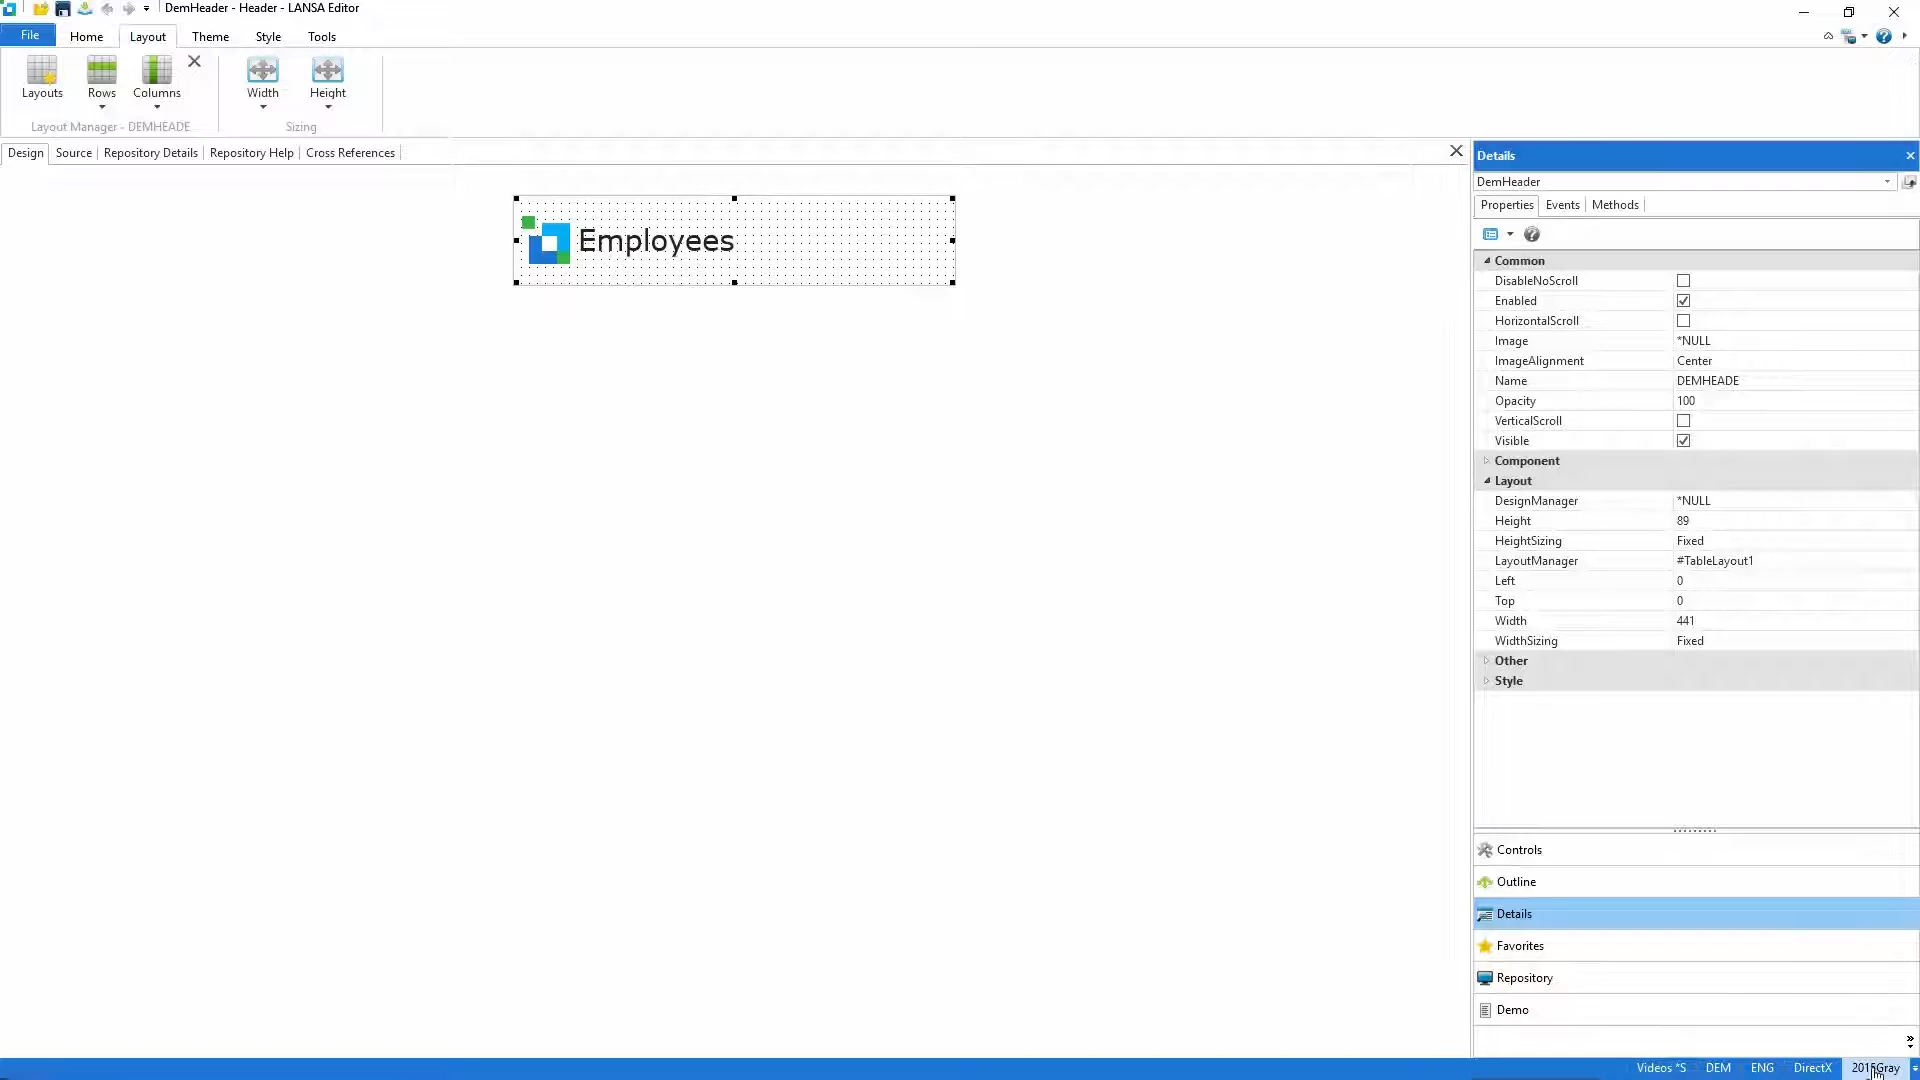 DemHeader - Header - LANSA Editor
File Home Layout Theme Style Tools
Layouts Rows Columns Width Height
Layout Manager - DEMHEADE Sizing
Design Source Repository Details Repository Help Cross References
Employees
Details
DemHeader
Properties Events Methods
Common
DisableNoScroll
Enabled
HorizontalScroll
Image *NULL
ImageAlignment Center
Name DEMHEADE
Opacity 100
VerticalScroll
Visible
Component
Layout
DesignManager *NULL
Height 89
HeightSizing Fixed
LayoutManager #TableLayout1
Left 0
Top 0
Width 441
WidthSizing Fixed
Other
Style
Controls
Outline
Details
Favorites
Repository
Demo
Videos *S DEM ENG DirectX 2015Gray